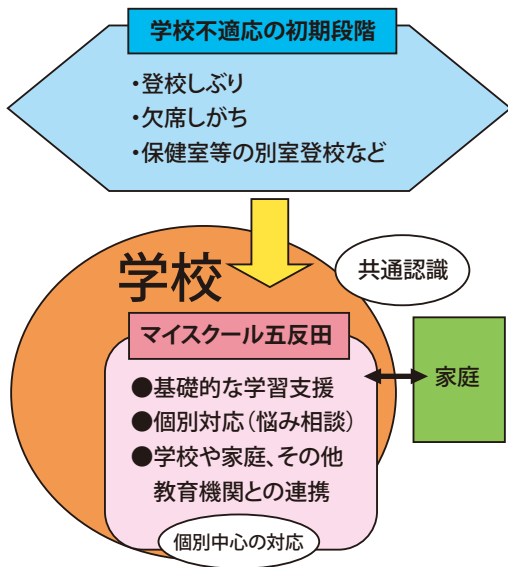 学校不適応の初期段階
・登校しぶり
・欠席しがち
・保健室等の別室登校など
学校
共通認識
マイスクール五反田
●基礎的な学習支援
●個別対応(悩み相談)
●学校や家庭、その他
教育機関との連携
家庭
個別中心の対応